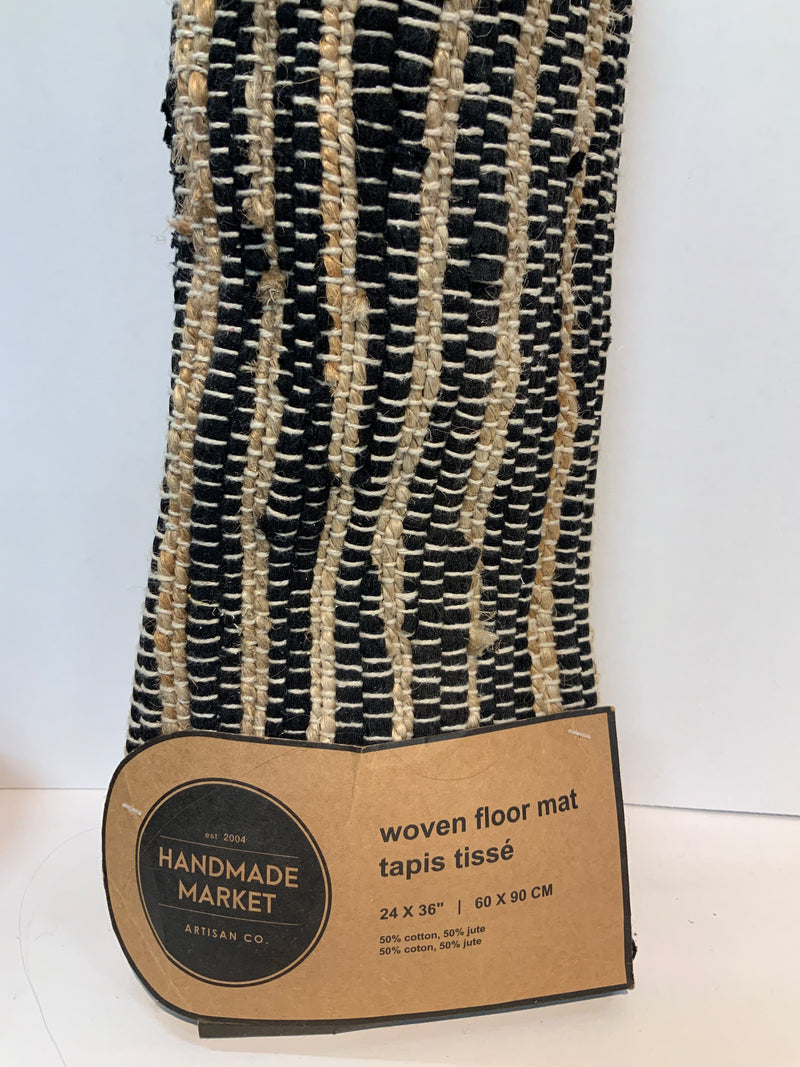 est 2004
HANDMADE
MARKET
ARTISAN CO.
woven floor mat
tapis tissé
24 X 36" | 60 X 90 CM
50% cotton, 50% jute
50% coton, 50% jute